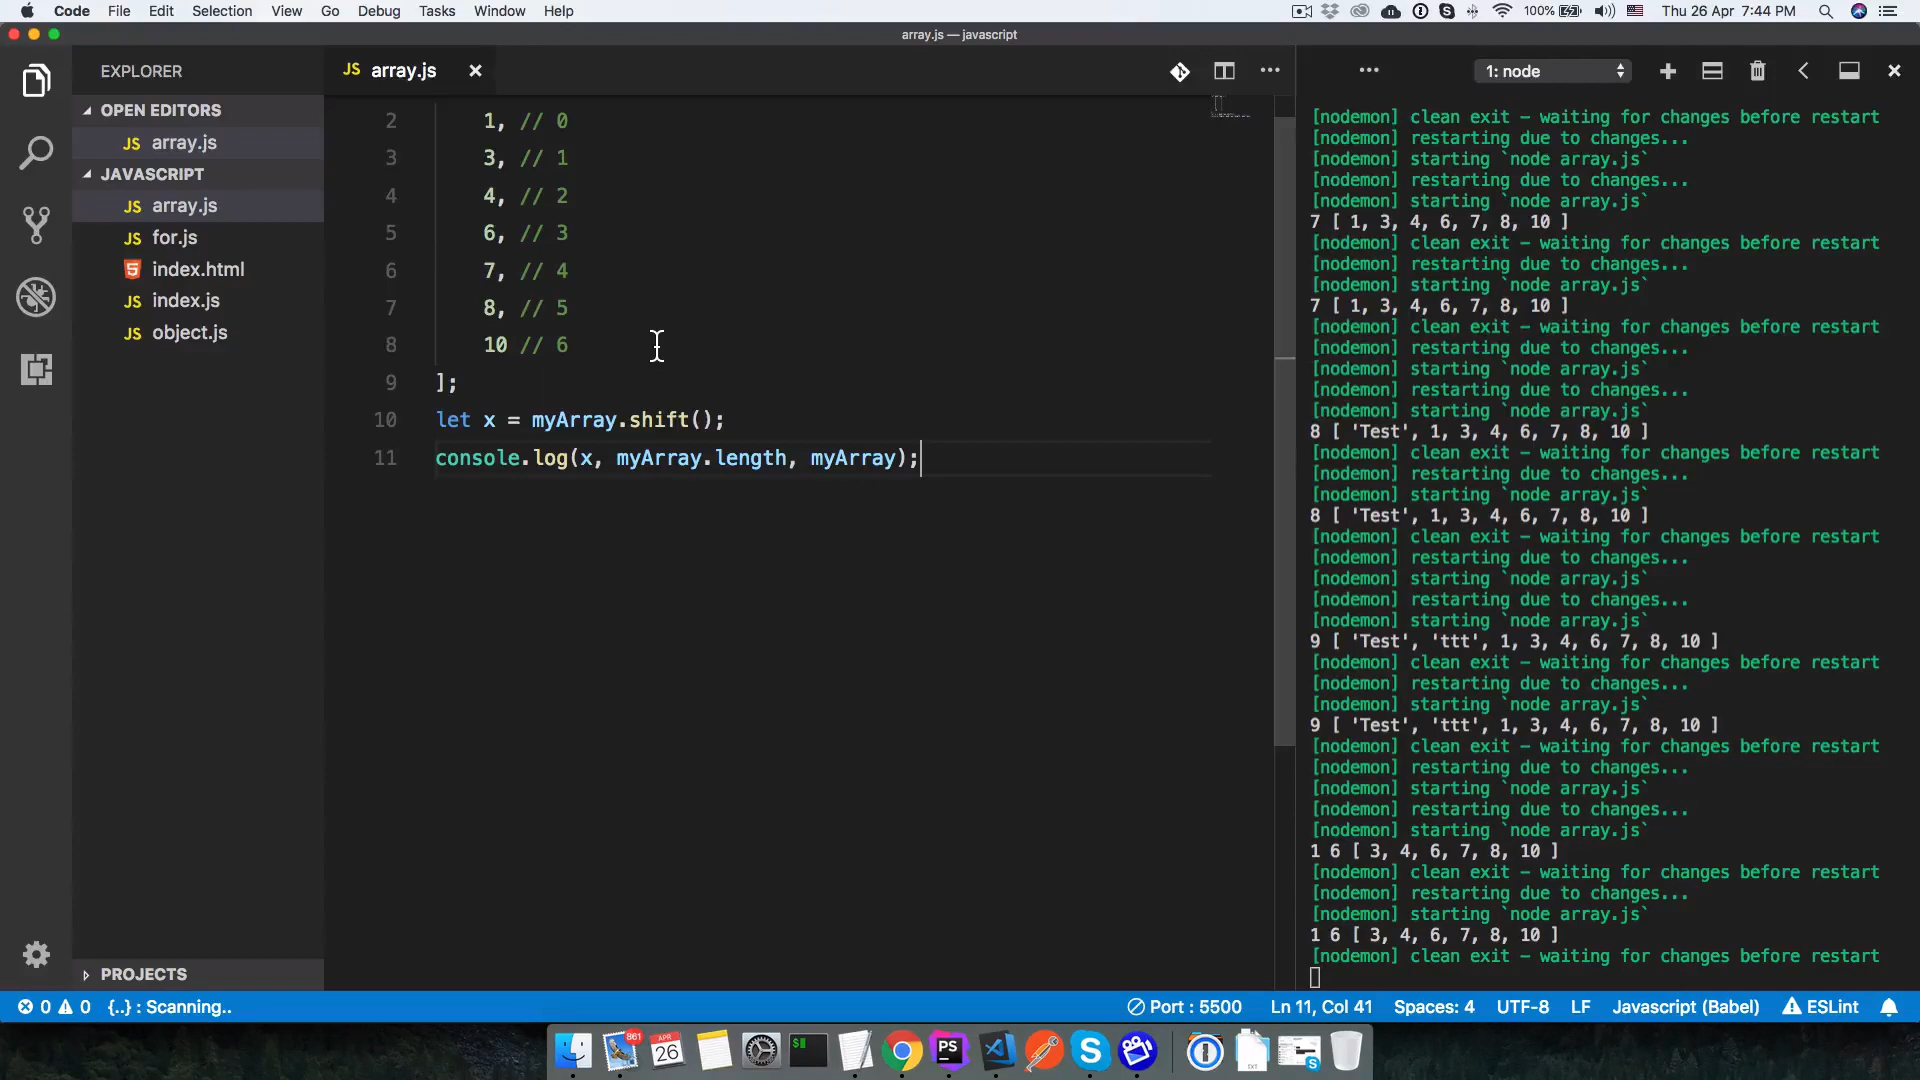 Code File Edit Selection View Go Debug Tasks Window Help
100% Thu 26 Apr 7:44 PM
array.js — javascript
EXPLORER
OPEN EDITORS
JS array.js
JAVASCRIPT
JS array.js
JS for.js
index.html
JS index.js
JS object.js
PROJECTS
JS array.js
2 1, // 0
3 3, // 1
4 4, // 2
5 6, // 3
6 7, // 4
7 8, // 5
8 10 // 6
9 ];
10 let x = myArray.shift();
11 console.log(x, myArray.length, myArray);
1: node
[nodemon] clean exit - waiting for changes before restart
[nodemon] restarting due to changes...
[nodemon] starting `node array.js`
[nodemon] restarting due to changes...
[nodemon] starting `node array.js`
7 [ 1, 3, 4, 6, 7, 8, 10 ]
[nodemon] clean exit - waiting for changes before restart
[nodemon] restarting due to changes...
[nodemon] starting `node array.js`
7 [ 1, 3, 4, 6, 7, 8, 10 ]
[nodemon] clean exit - waiting for changes before restart
[nodemon] restarting due to changes...
[nodemon] starting `node array.js`
[nodemon] restarting due to changes...
[nodemon] starting `node array.js`
8 [ 'Test', 1, 3, 4, 6, 7, 8, 10 ]
[nodemon] clean exit - waiting for changes before restart
[nodemon] restarting due to changes...
[nodemon] starting `node array.js`
8 [ 'Test', 1, 3, 4, 6, 7, 8, 10 ]
[nodemon] clean exit - waiting for changes before restart
[nodemon] restarting due to changes...
[nodemon] starting `node array.js`
[nodemon] restarting due to changes...
[nodemon] starting `node array.js`
9 [ 'Test', 'ttt', 1, 3, 4, 6, 7, 8, 10 ]
[nodemon] clean exit - waiting for changes before restart
[nodemon] restarting due to changes...
[nodemon] starting `node array.js`
9 [ 'Test', 'ttt', 1, 3, 4, 6, 7, 8, 10 ]
[nodemon] clean exit - waiting for changes before restart
[nodemon] restarting due to changes...
[nodemon] starting `node array.js`
[nodemon] restarting due to changes...
[nodemon] starting `node array.js`
1 6 [ 3, 4, 6, 7, 8, 10 ]
[nodemon] clean exit - waiting for changes before restart
[nodemon] restarting due to changes...
[nodemon] starting `node array.js`
1 6 [ 3, 4, 6, 7, 8, 10 ]
[nodemon] clean exit - waiting for changes before restart
0 0 {..} : Scanning.. Port : 5500 Ln 11, Col 41 Spaces: 4 UTF-8 LF Javascript (Babel) ESLint
861
APR
26
PS
TXT